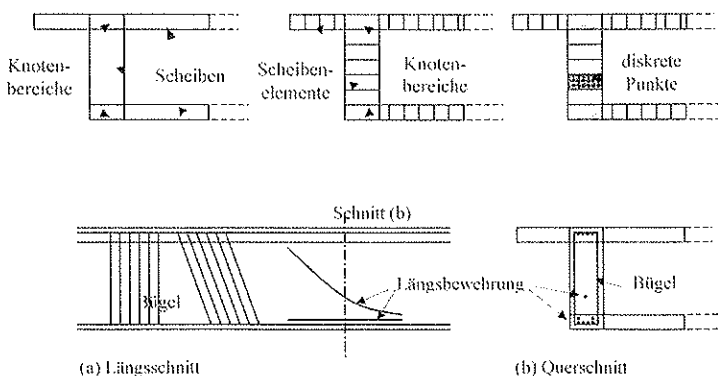 Knoten-
bereiche
Scheiben
Scheiben-
elemente
Knoten-
bereiche
diskrete
Punkte
Schnitt (b)
Bügel
Längsbewehrung
Bügel
(a) Längsschnitt
(b) Querschnitt